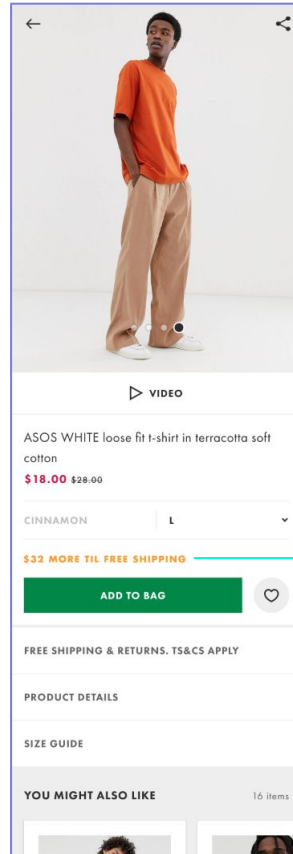 VIDEO
ASOS WHITE loose fit t-shirt in terracotta soft
cotton
$18.00 $28.00
CINNAMON L
$32 MORE TIL FREE SHIPPING
ADD TO BAG
FREE SHIPPING & RETURNS. TS&CS APPLY
PRODUCT DETAILS
SIZE GUIDE
YOU MIGHT ALSO LIKE 16 items